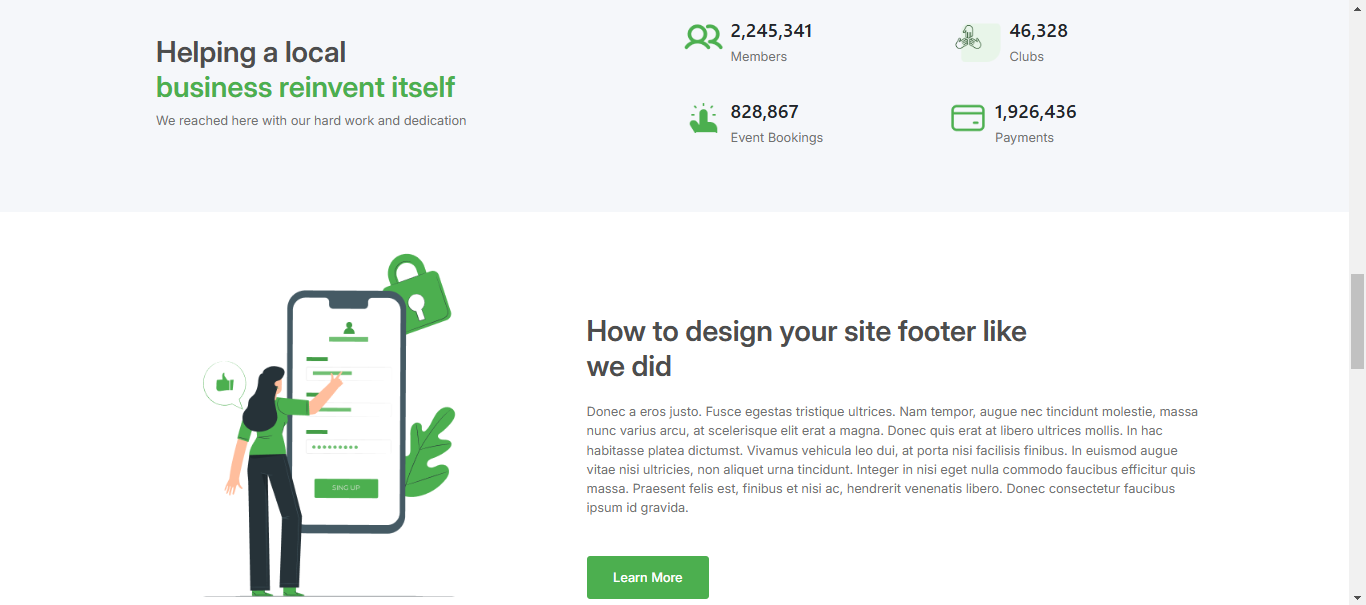 Helping a local
business reinvent itself
We reached here with our hard work and dedication
2,245,341
Members
46,328
Clubs
828,867
Event Bookings
1,926,436
Payments
SING UP
How to design your site footer like
we did
Donec a eros justo. Fusce egestas tristique ultrices. Nam tempor, augue nec tincidunt molestie, massa
nunc varius arcu, at scelerisque elit erat a magna. Donec quis erat at libero ultrices mollis. In hac
habitasse platea dictumst. Vivamus vehicula leo dui, at porta nisi facilisis finibus. In euismod augue
vitae nisi ultricies, non aliquet urna tincidunt. Integer in nisi eget nulla commodo faucibus efficitur quis
massa. Praesent felis est, finibus et nisi ac, hendrerit venenatis libero. Donec consectetur faucibus
ipsum id gravida.
Learn More